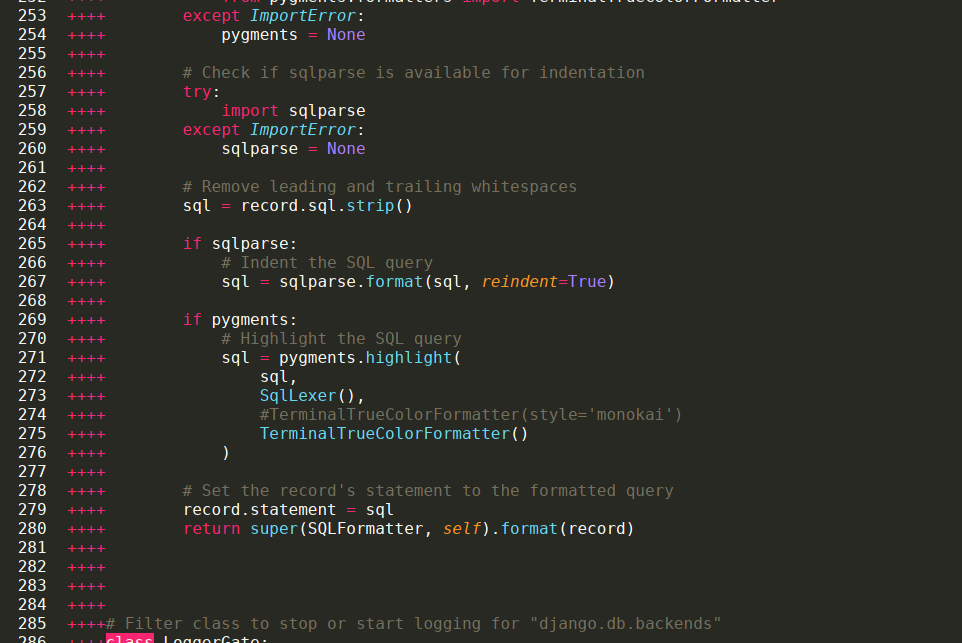 252 ++++            from pygments.formatters import TerminalTrueColorFormatter
253 ++++        except ImportError:
254 ++++            pygments = None
255 ++++
256 ++++        # Check if sqlparse is available for indentation
257 ++++        try:
258 ++++            import sqlparse
259 ++++        except ImportError:
260 ++++            sqlparse = None
261 ++++
262 ++++        # Remove leading and trailing whitespaces
263 ++++        sql = record.sql.strip()
264 ++++
265 ++++        if sqlparse:
266 ++++            # Indent the SQL query
267 ++++            sql = sqlparse.format(sql, reindent=True)
268 ++++
269 ++++        if pygments:
270 ++++            # Highlight the SQL query
271 ++++            sql = pygments.highlight(
272 ++++                sql,
273 ++++                SqlLexer(),
274 ++++                #TerminalTrueColorFormatter(style='monokai')
275 ++++                TerminalTrueColorFormatter()
276 ++++            )
277 ++++
278 ++++        # Set the record's statement to the formatted query
279 ++++        record.statement = sql
280 ++++        return super(SQLFormatter, self).format(record)
281 ++++
282 ++++
283 ++++
284 ++++
285 ++++# Filter class to stop or start logging for "django.db.backends"
286 ++++class LoggerGate: